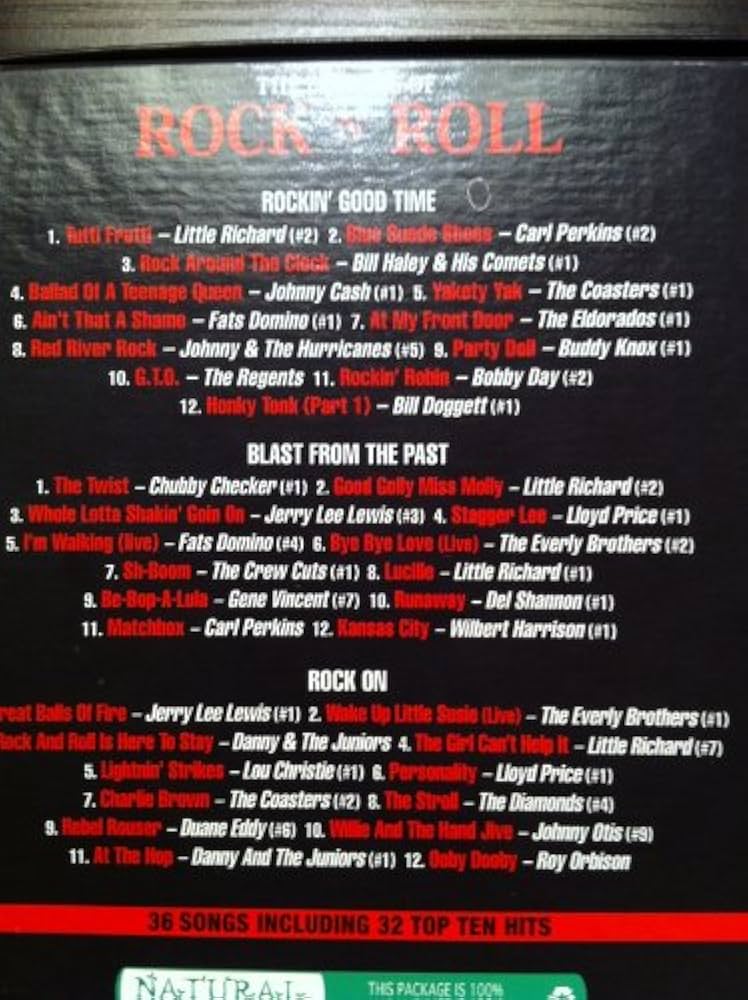 THE OF
ROCK n ROLL
ROCKIN' GOOD TIME
1. Tutti Frutti – Little Richard (#2) 2. Blue Suede Shoes – Carl Perkins (#2)
3. Rock Around The Clock – Bill Haley & His Comets (#1)
4. Ballad Of A Teenage Queen – Johnny Cash (#1) 5. Yakety Yak – The Coasters (#1)
6. Ain't That A Shame – Fats Domino (#1) 7. At My Front Door – The Eldorados (#1)
8. Red River Rock – Johnny & The Hurricanes (#5) 9. Party Doll – Buddy Knox (#1)
10. G.T.O. – The Regents 11. Rockin' Robin – Bobby Day (#2)
12. Honky Tonk (Part 1) – Bill Doggett (#1)
BLAST FROM THE PAST
1. The Twist – Chubby Checker (#1) 2. Good Golly Miss Molly – Little Richard (#2)
3. Whole Lotta Shakin' Goin On – Jerry Lee Lewis (#3) 4. Stagger Lee – Lloyd Price (#1)
5. I'm Walking (live) – Fats Domino (#4) 6. Bye Bye Love (Live) – The Everly Brothers (#2)
7. Sh-Boom – The Crew Cuts (#1) 8. Lucille – Little Richard (#1)
9. Be-Bop-A-Lula – Gene Vincent (#7) 10. Runaway – Del Shannon (#1)
11. Matchbox – Carl Perkins 12. Kansas City – Wilbert Harrison (#1)
ROCK ON
reat Balls Of Fire – Jerry Lee Lewis (#1) 2. Wake Up Little Susie (Live) – The Everly Brothers (#1)
Rock And Roll Is Here To Stay – Danny & The Juniors 4. The Girl Can't Help It – Little Richard (#7)
5. Lightnin' Strikes – Lou Christie (#1) 6. Personality – Lloyd Price (#1)
7. Charlie Brown – The Coasters (#2) 8. The Stroll – The Diamonds (#4)
9. Rebel Rouser – Duane Eddy (#6) 10. Willie And The Hand Jive – Johnny Otis (#9)
11. At The Hop – Danny And The Juniors (#1) 12. Ooby Dooby – Roy Orbison
36 SONGS INCLUDING 32 TOP TEN HITS
NATURAL THIS PACKAGE IS 100%